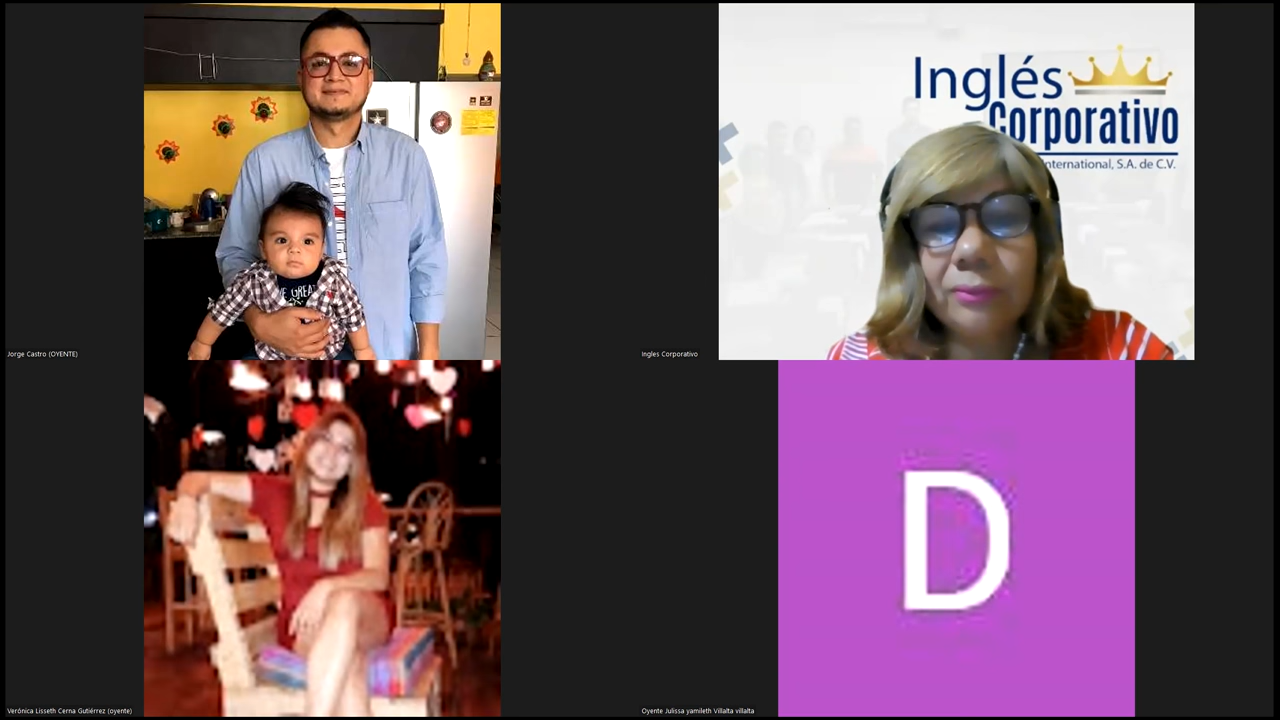 Inglés
Corporativo
International, S.A. de C.V.
E GREA
Jorge Castro (OYENTE)
Ingles Corporativo
D
Verónica Lisseth Cerna Gutiérrez (oyente)
Oyente Julissa yamileth Villalta villalta